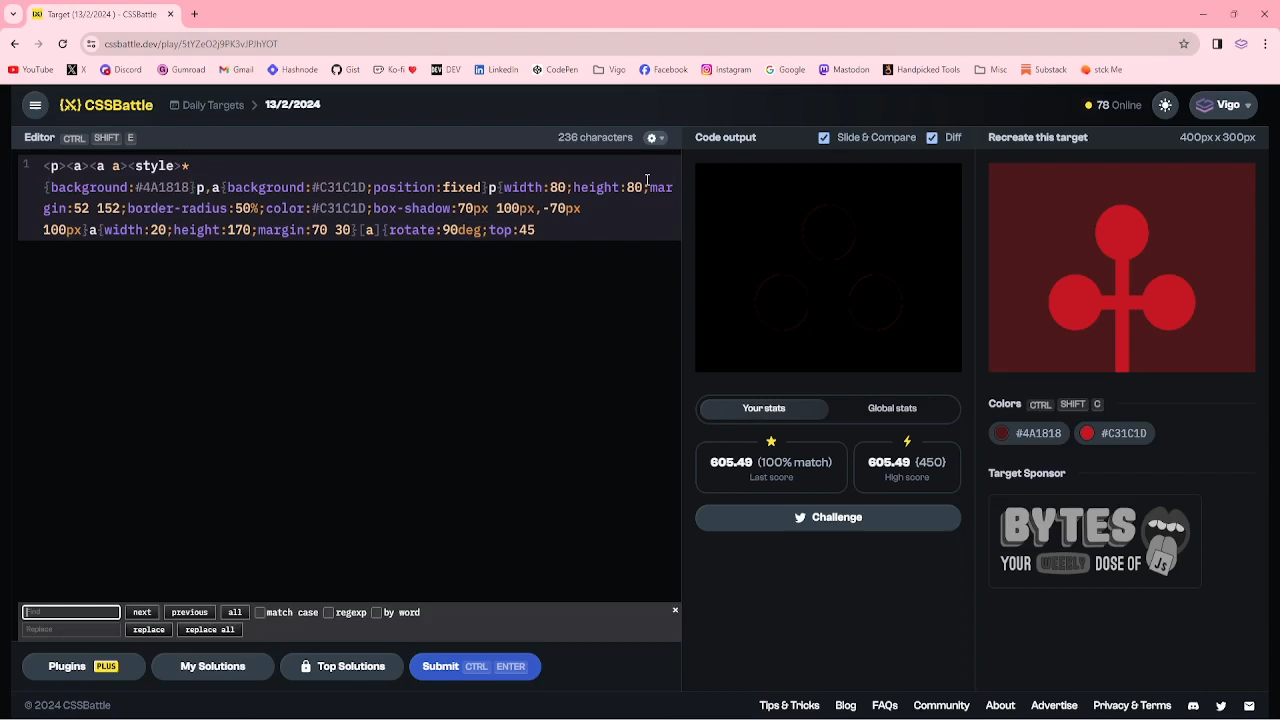 Target (13/2/2024 ) - CSSBattle
cssbattle.dev/play/5tYZeO2j9PK3vJPJhYOT
YouTube X Discord Gumroad Gmail Hashnode Gist Ko-fi ❤ DEV DEV LinkedIn CodePen Vigo Facebook Instagram Google Mastodon Handpicked Tools Misc Substack stck Me
{X} CSSBattle Daily Targets > 13/2/2024 78 Online Vigo
Editor CTRL SHIFT E 236 characters Code output Slide & Compare Diff Recreate this target 400px x 300px
1 <p><a><a a><style>*
{background:#4A1818}p,a{background:#C31C1D;position:fixed}p{width:80;height:80;mar
gin:52 152;border-radius:50%;color:#C31C1D;box-shadow:70px 100px,-70px
100px}a{width:20;height:170;margin:70 30}[a]{rotate:90deg;top:45
Your stats Global stats
605.49 (100% match)
Last score
605.49 {450}
High score
Challenge
Colors CTRL SHIFT C
#4A1818 #C31C1D
Target Sponsor
BYTES
YOUR WEEKLY DOSE OF JS
Find next previous all match case regexp by word ×
Replace replace replace all
Plugins PLUS My Solutions Top Solutions Submit CTRL ENTER
© 2024 CSSBattle Tips & Tricks Blog FAQs Community About Advertise Privacy & Terms